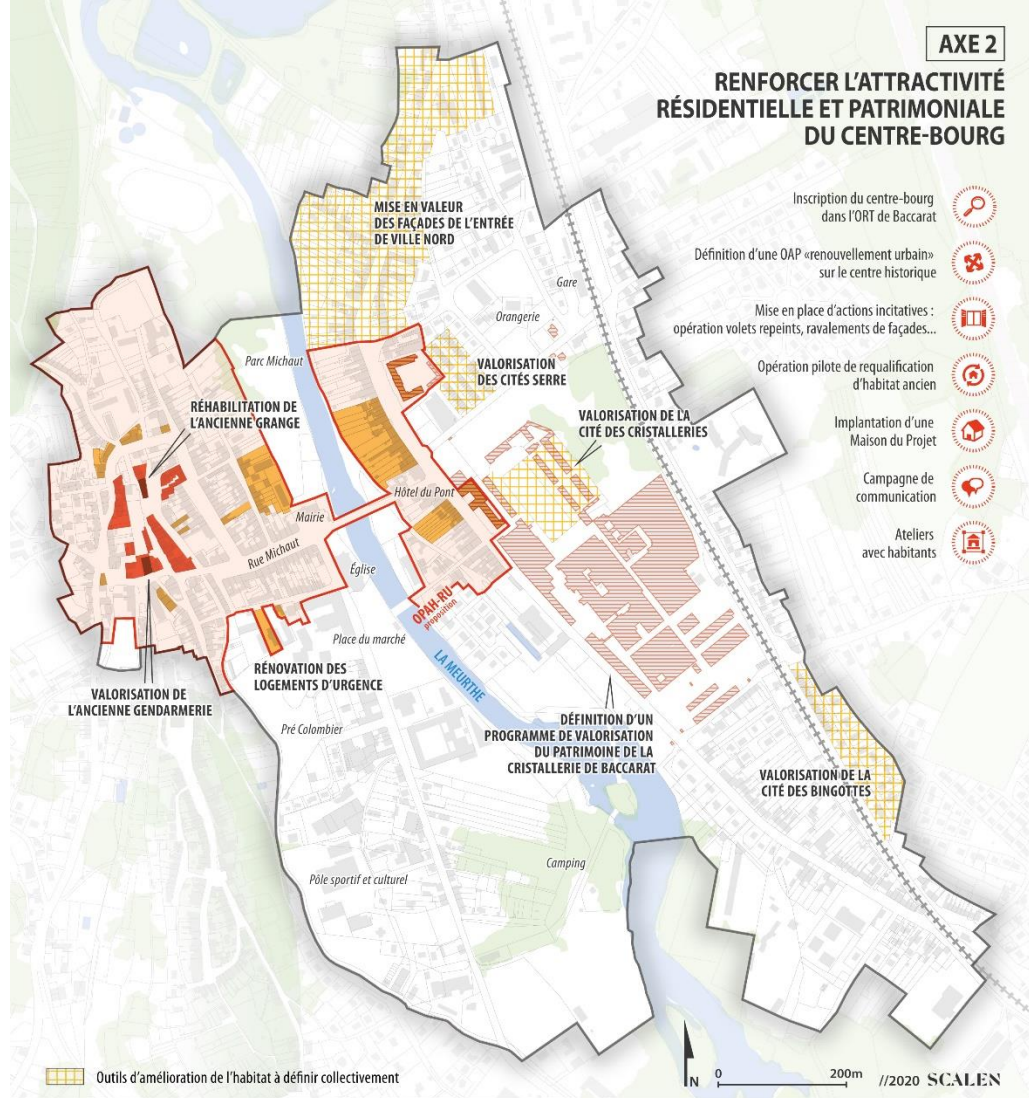 AXE 2
RENFORCER L'ATTRACTIVITÉ
RÉSIDENTIELLE ET PATRIMONIALE
DU CENTRE-BOURG
Inscription du centre-bourg
dans l'ORT de Baccarat
Définition d'une OAP «renouvellement urbain»
sur le centre historique
Mise en place d'actions incitatives :
opération volets repeints, ravalements de façades...
Opération pilote de requalification
d'habitat ancien
Implantation d'une
Maison du Projet
Campagne de
communication
Ateliers
avec habitants
MISE EN VALEUR
DES FAÇADES DE L'ENTRÉE
DE VILLE NORD
Gare
Orangerie
Parc Michaut
VALORISATION
DES CITÉS SERRE
RÉHABILITATION DE
L'ANCIENNE GRANGE
VALORISATION DE LA
CITÉ DES CRISTALLERIES
Hôtel du Pont
Mairie
Rue Michaut
Église
OPAH-RU
proposition
Place du marché
LA MEURTHE
RÉNOVATION DES
LOGEMENTS D'URGENCE
VALORISATION DE
L'ANCIENNE GENDARMERIE
Pré Colombier
DÉFINITION D'UN
PROGRAMME DE VALORISATION
DU PATRIMOINE DE LA
CRISTALLERIE DE BACCARAT
VALORISATION DE LA
CITÉ DES BINGOTTES
Camping
Pôle sportif et culturel
Outils d'amélioration de l'habitat à définir collectivement
N
0 200m
//2020 SCALEN